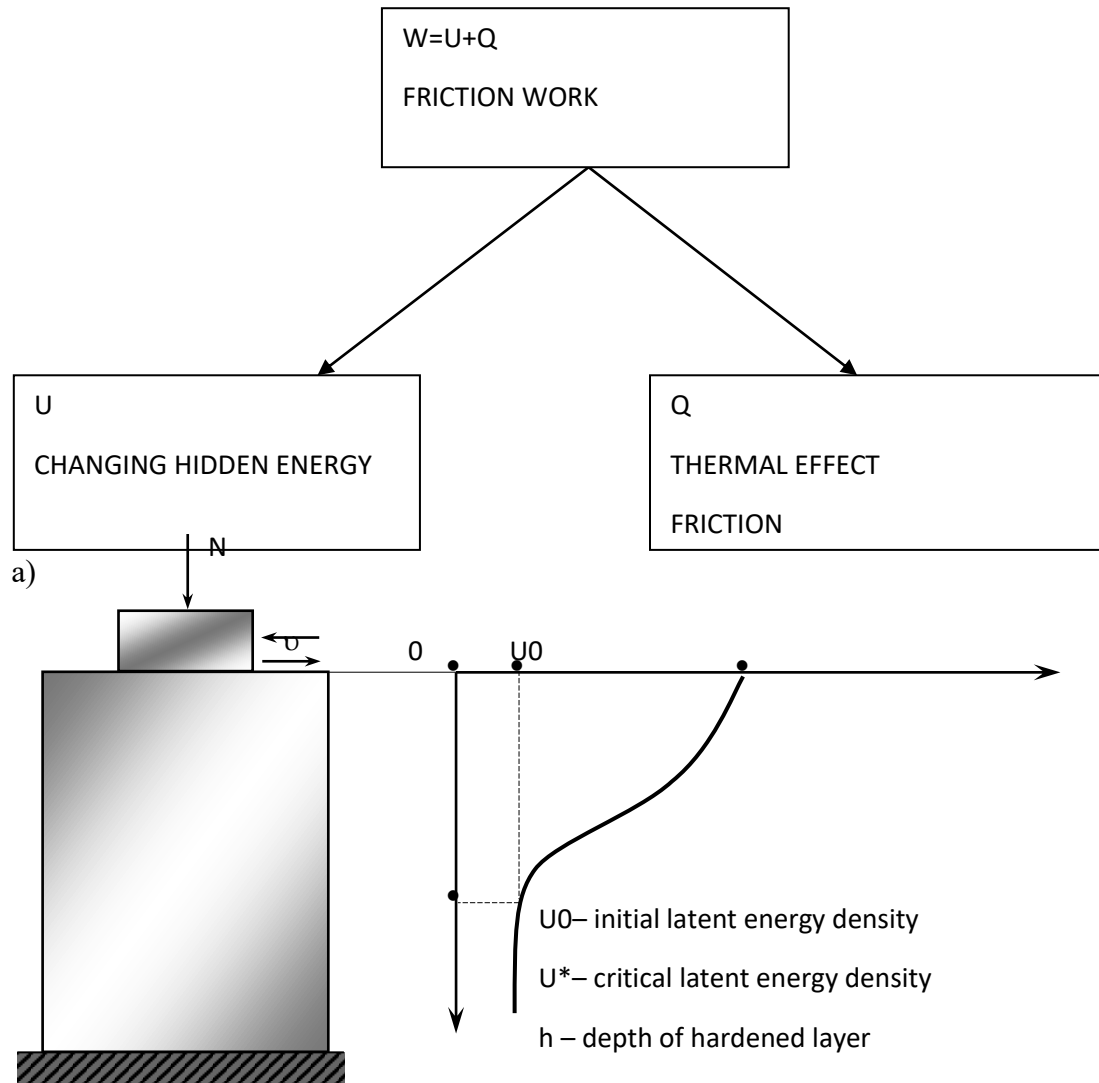 W=U+Q
FRICTION WORK
U
CHANGING HIDDEN ENERGY
Q
THERMAL EFFECT
FRICTION
N
a)
υ
0
U0
U0– initial latent energy density
U*– critical latent energy density
h – depth of hardened layer